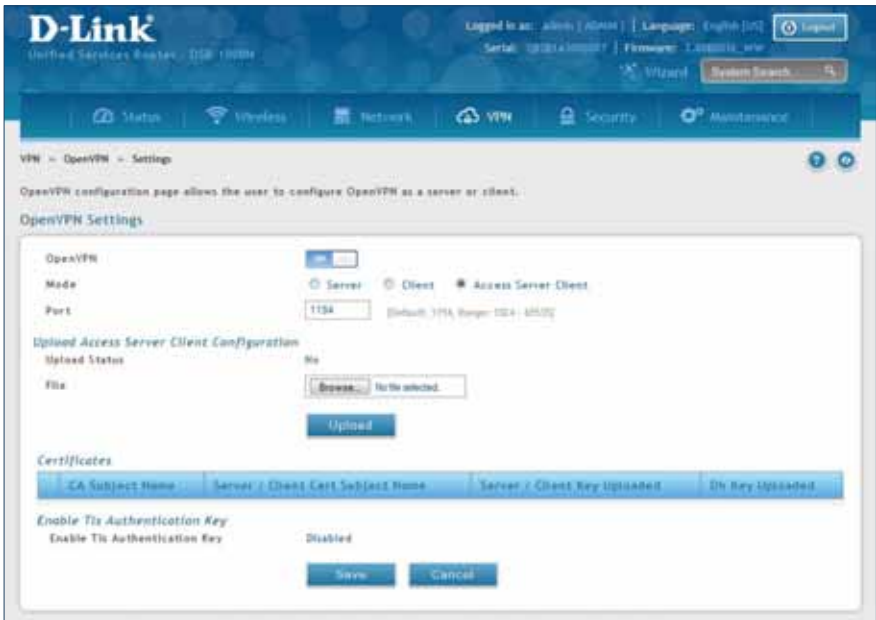 D-Link
Logged in as: admin [ADMIN] | Language: English [US]
Logout
Unified Services Router - DSR-1000N
Serial: | Firmware:
Wizard
System Search...
Status
Wireless
Network
VPN
Security
Maintenance
VPN » OpenVPN » Settings
OpenVPN configuration page allows the user to configure OpenVPN as a server or client.
OpenVPN Settings
OpenVPN
ON
Mode
Server
Client
Access Server Client
Port
1194
[Default: 1194, Range: 1024 - 65535]
Upload Access Server Client Configuration
Upload Status
No
File
Browse... No file selected.
Upload
Certificates
CA Subject Name
Server / Client Cert Subject Name
Server / Client Key Uploaded
Dh Key Uploaded
Enable Tls Authentication Key
Enable Tls Authentication Key
Disabled
Save
Cancel